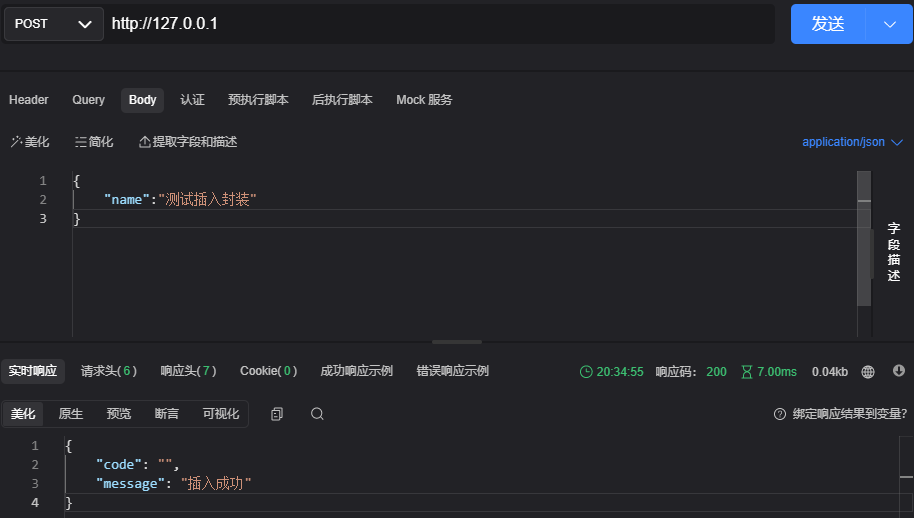 POST http://127.0.0.1 发送
Header Query Body 认证 预执行脚本 后执行脚本 Mock 服务
美化 简化 提取字段和描述 application/json
1 {
2 "name":"测试插入封装"
3 }
字段描述
实时响应 请求头(6) 响应头(7) Cookie(0) 成功响应示例 错误响应示例 20:34:55 响应码: 200 7.00ms 0.04kb
美化 原生 预览 断言 可视化 绑定响应结果到变量?
1 {
2 "code": "",
3 "message": "插入成功"
4 }